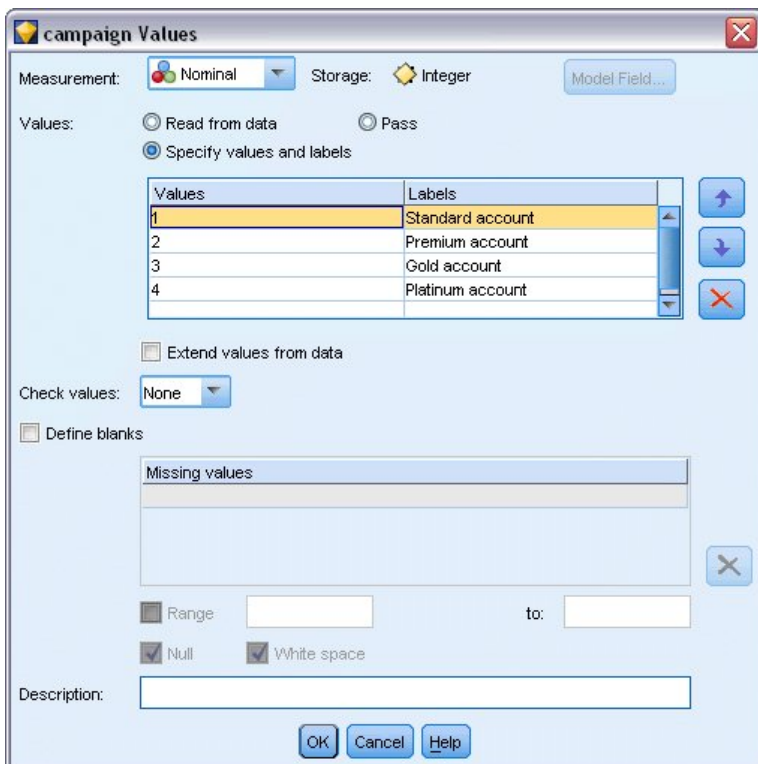 campaign Values
Measurement: Nominal Storage: Integer Model Field...
Values: Read from data Pass
Specify values and labels
Values Labels
1 Standard account
2 Premium account
3 Gold account
4 Platinum account
Extend values from data
Check values: None
Define blanks
Missing values
Range to:
Null White space
Description:
OK Cancel Help